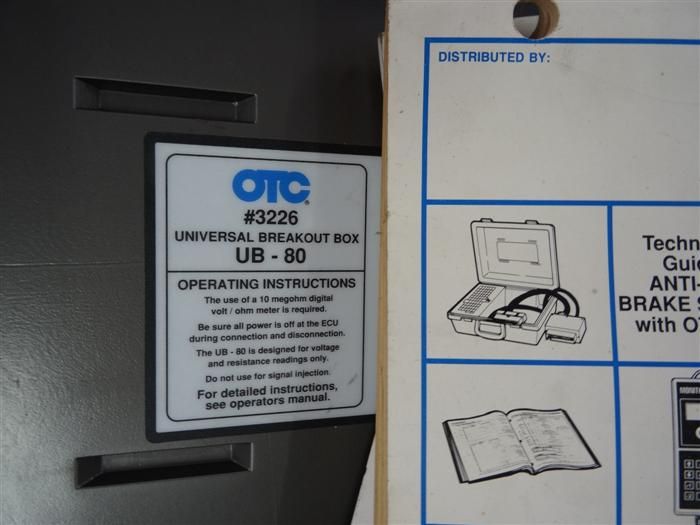 OTC
#3226
UNIVERSAL BREAKOUT BOX
UB - 80
OPERATING INSTRUCTIONS
The use of a 10 megohm digital
volt / ohm meter is required.
Be sure all power is off at the ECU
during connection and disconnection.
The UB - 80 is designed for voltage
and resistance readings only.
Do not use for signal injection.
For detailed instructions,
see operators manual.
DISTRIBUTED BY:
Techn
Guid
ANTI-
BRAKE S
with O
MONIT